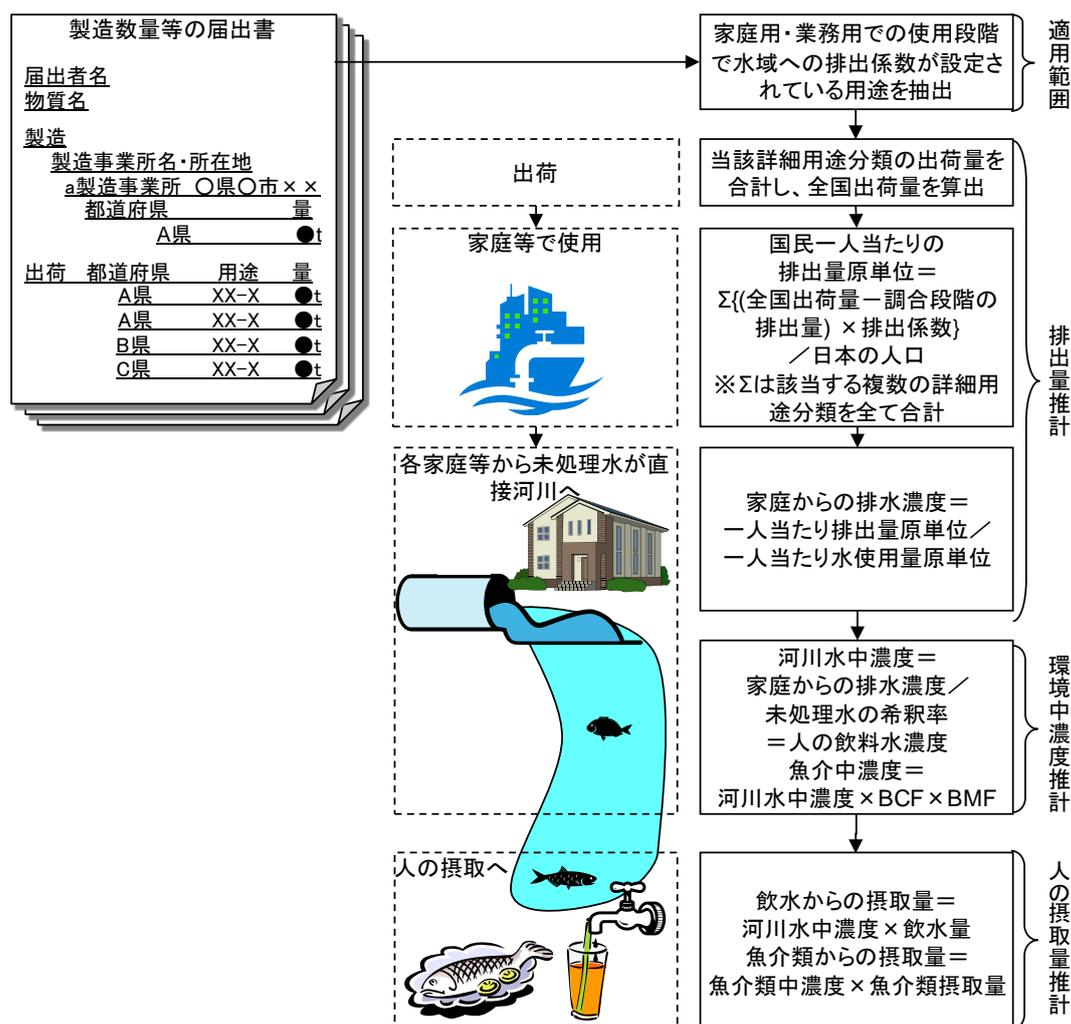 製造数量等の届出書
届出者名
物質名
製造
製造事業所名・所在地
a製造事業所 〇県〇市××
都道府県 量
A県 ●t
出荷 都道府県 用途 量
A県 XX-X ●t
A県 XX-X ●t
B県 XX-X ●t
C県 XX-X ●t
家庭用・業務用での使用段階
で水域への排出係数が設定さ
れている用途を抽出
適用範囲
出荷
当該詳細用途分類の出荷量を
合計し、全国出荷量を算出
家庭等で使用
国民一人当たりの
排出量原単位=
Σ{(全国出荷量-調合段階の
排出量) ×排出係数}
/日本の人口
※Σは該当する複数の詳細用
途分類を全て合計
排出量推計
各家庭等から未処理水が直
接河川へ
家庭からの排水濃度=
一人当たり排出量原単位/
一人当たり水使用量原単位
河川水中濃度=
家庭からの排水濃度/
未処理水の希釈率
=人の飲料水濃度
魚介中濃度=
河川水中濃度×BCF×BMF
環境中濃度推計
人の摂取へ
飲水からの摂取量=
河川水中濃度×飲水量
魚介類からの摂取量=
魚介類中濃度×魚介類摂取量
人の摂取量推計